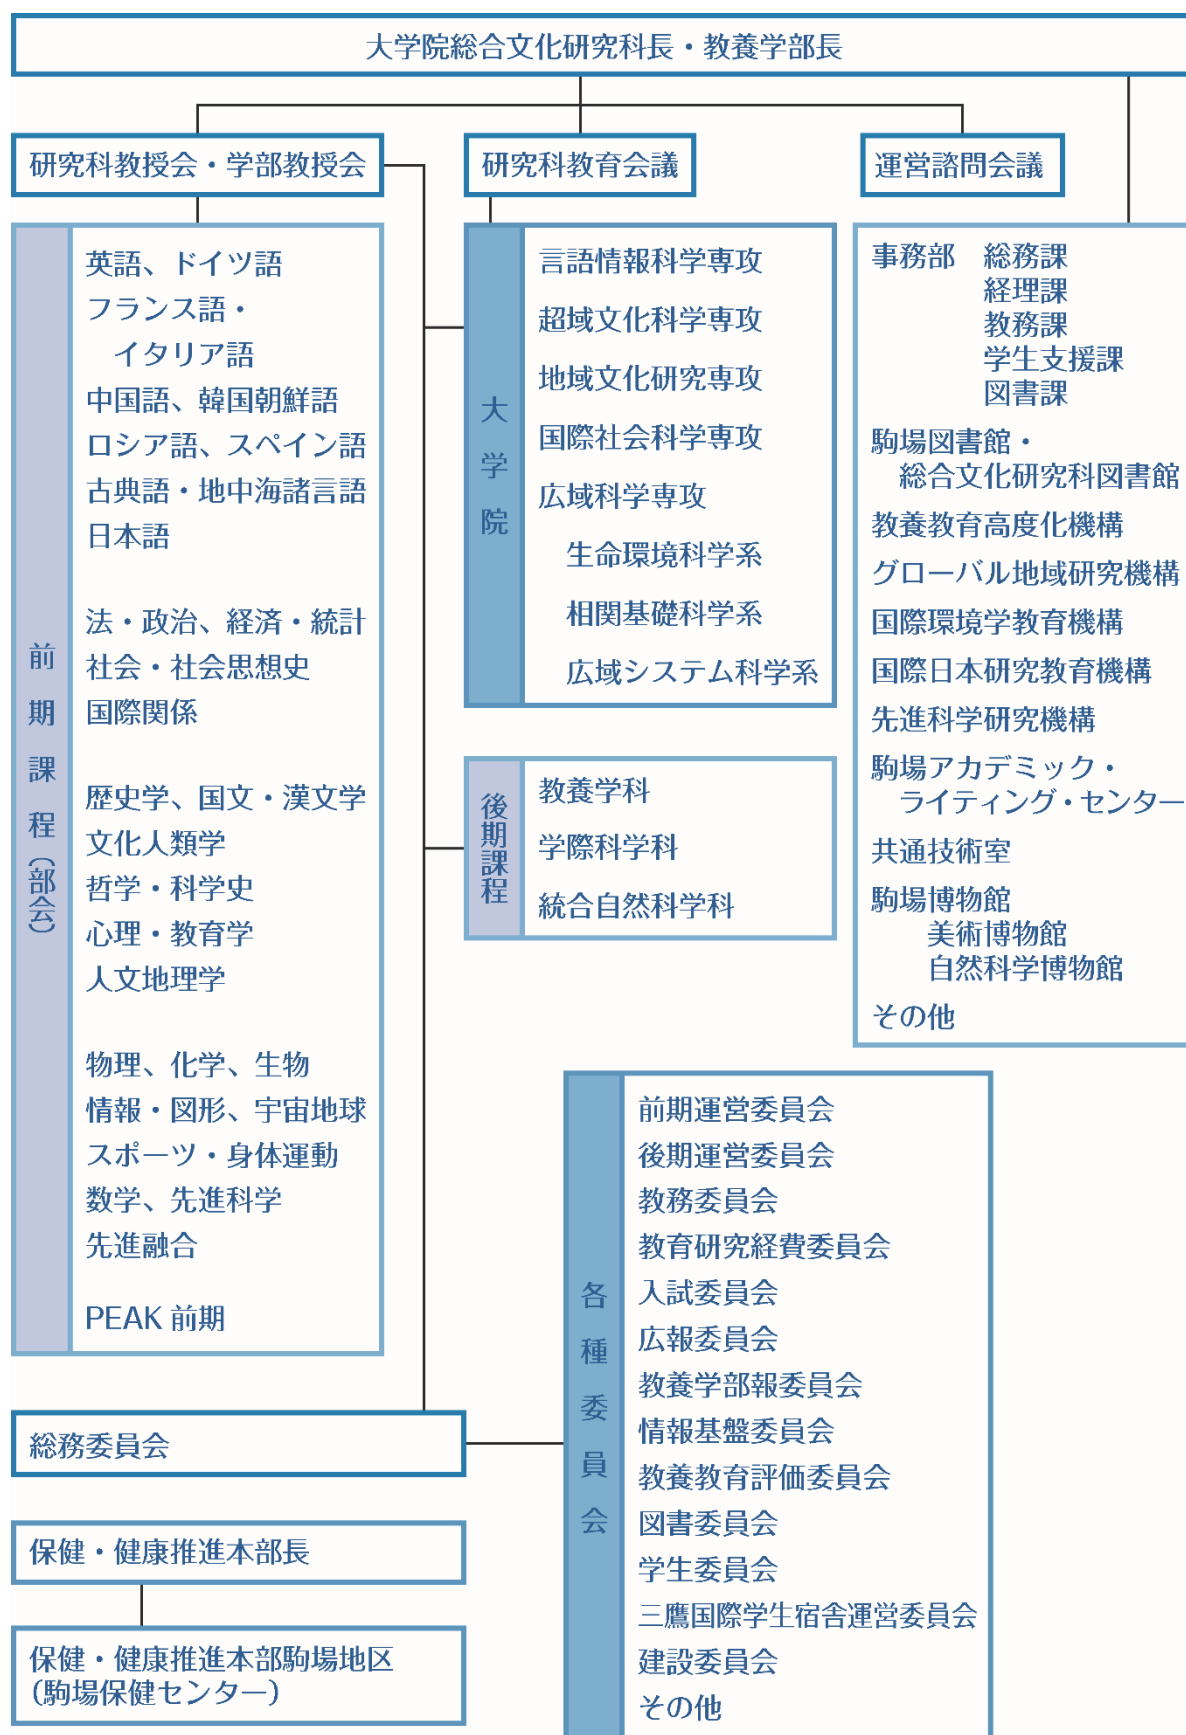 大学院総合文化研究科長・教養学部長
研究科教授会・学部教授会
研究科教育会議
運営諮問会議
前期課程（部会）
英語、ドイツ語
フランス語・
イタリア語
中国語、韓国朝鮮語
ロシア語、スペイン語
古典語・地中海諸言語
日本語
法・政治、経済・統計
社会・社会思想史
国際関係
歴史学、国文・漢文学
文化人類学
哲学・科学史
心理・教育学
人文地理学
物理、化学、生物
情報・図形、宇宙地球
スポーツ・身体運動
数学、先進科学
先進融合
PEAK 前期
大学院
言語情報科学専攻
超域文化科学専攻
地域文化研究専攻
国際社会科学専攻
広域科学専攻
生命環境科学系
相関基礎科学系
広域システム科学系
後期課程
教養学科
学際科学科
統合自然科学科
事務部　総務課
経理課
教務課
学生支援課
図書課
駒場図書館・
総合文化研究科図書館
教養教育高度化機構
グローバル地域研究機構
国際環境学教育機構
国際日本研究教育機構
先進科学研究機構
駒場アカデミック・
ライティング・センター
共通技術室
駒場博物館
美術博物館
自然科学博物館
その他
総務委員会
各種委員会
前期運営委員会
後期運営委員会
教務委員会
教育研究経費委員会
入試委員会
広報委員会
教養学部報委員会
情報基盤委員会
教養教育評価委員会
図書委員会
学生委員会
三鷹国際学生宿舎運営委員会
建設委員会
その他
保健・健康推進本部長
保健・健康推進本部駒場地区
（駒場保健センター）